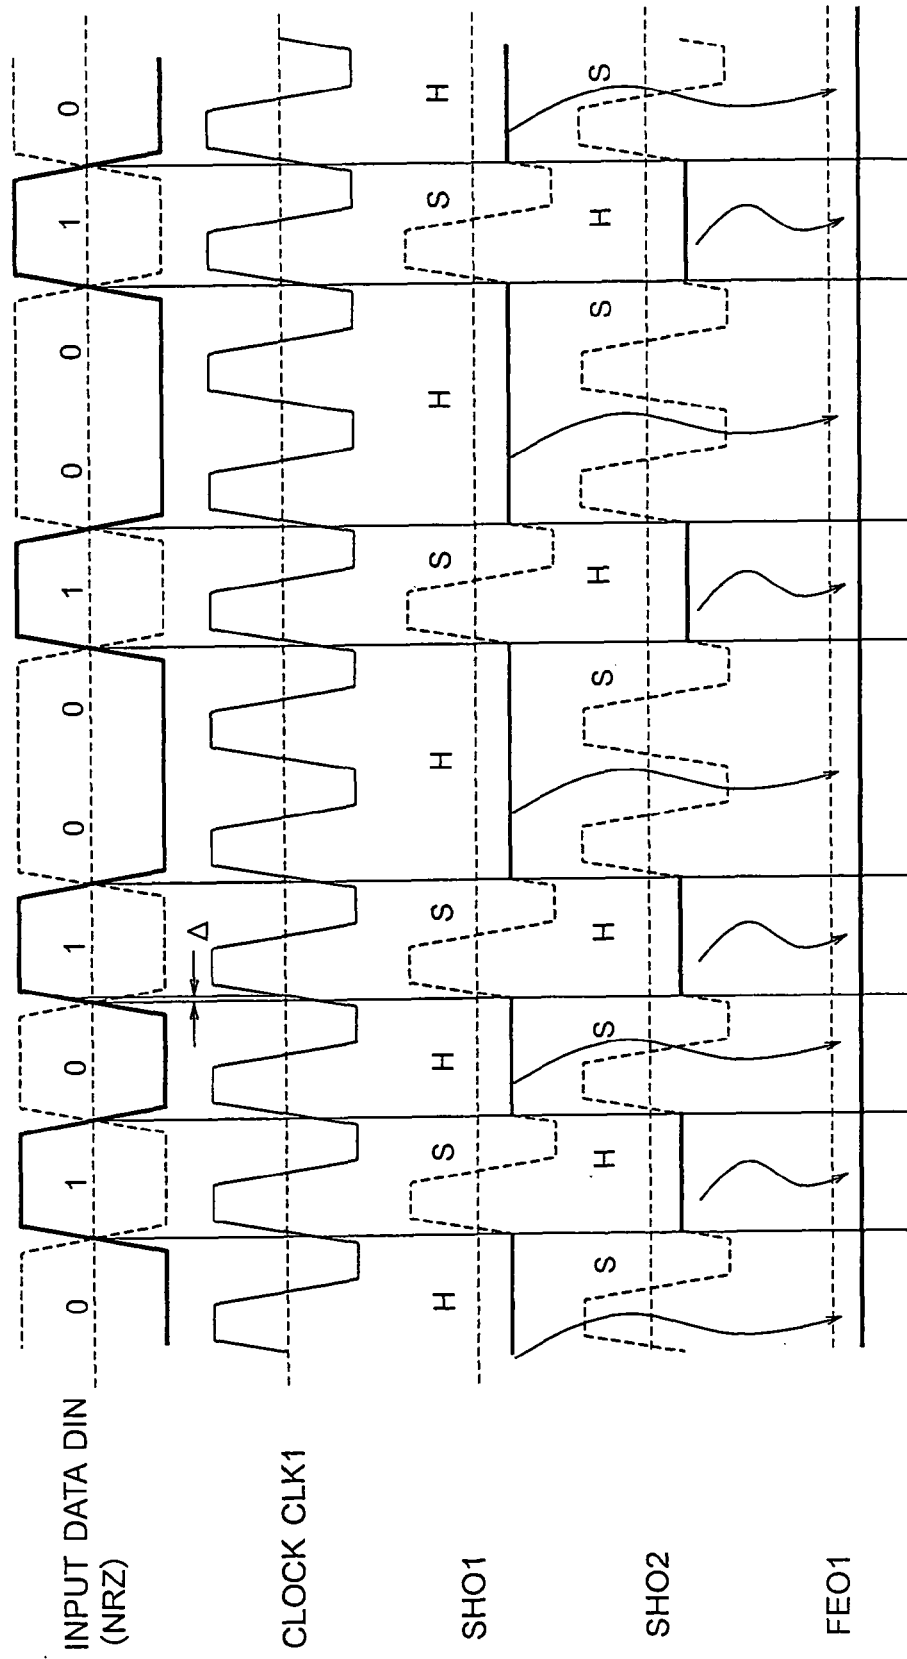 INPUT DATA DIN
(NRZ)
0 1 0 1 0 0 1 0 0 1 0
Δ
CLOCK CLK1
SHO1
H S H S H S H S H
SHO2
S H S H S H S H S
FEO1